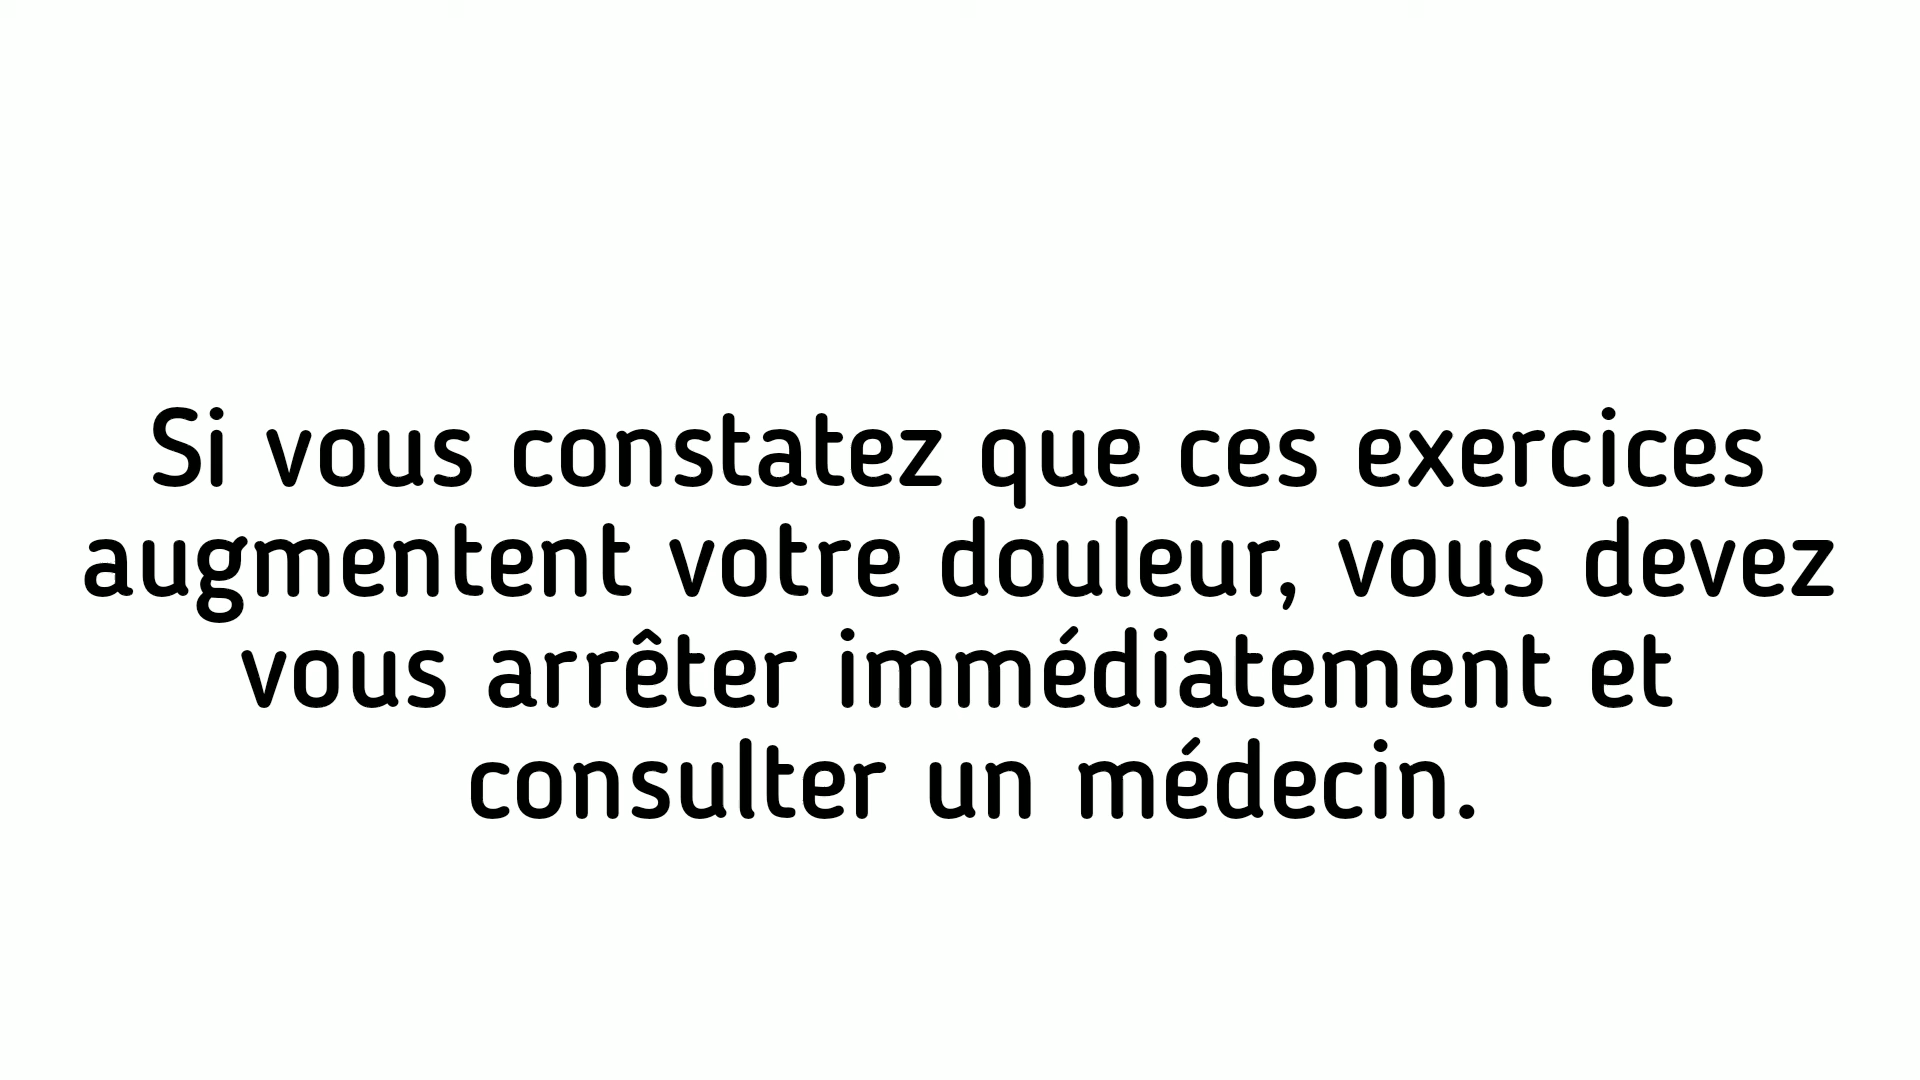 Si vous constatez que ces exercices
augmentent votre douleur, vous devez
vous arrêter immédiatement et
consulter un médecin.